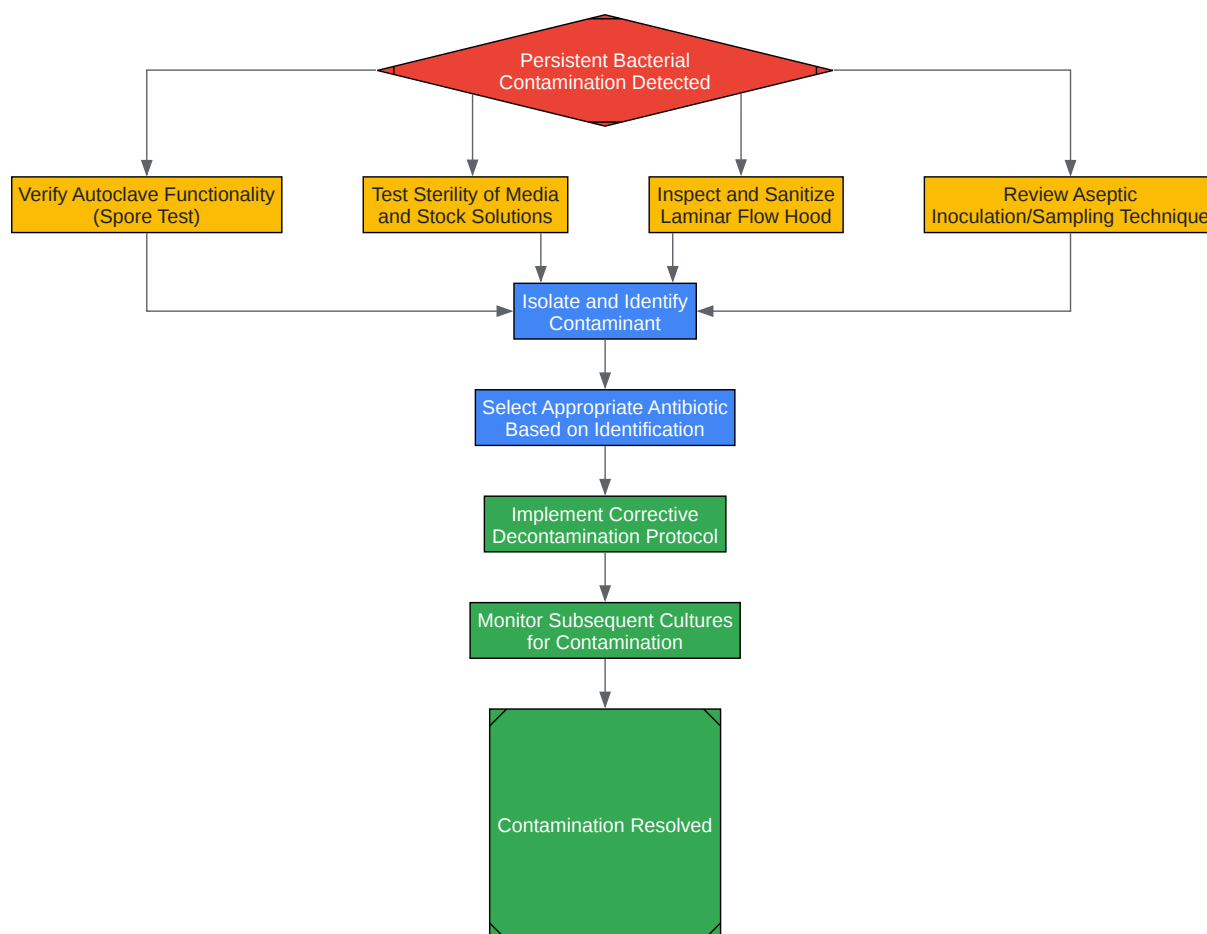 Persistent Bacterial
Contamination Detected
Verify Autoclave Functionality
(Spore Test)
Test Sterility of Media
and Stock Solutions
Inspect and Sanitize
Laminar Flow Hood
Review Aseptic
Inoculation/Sampling Technique
Isolate and Identify
Contaminant
Select Appropriate Antibiotic
Based on Identification
Implement Corrective
Decontamination Protocol
Monitor Subsequent Cultures
for Contamination
Contamination Resolved